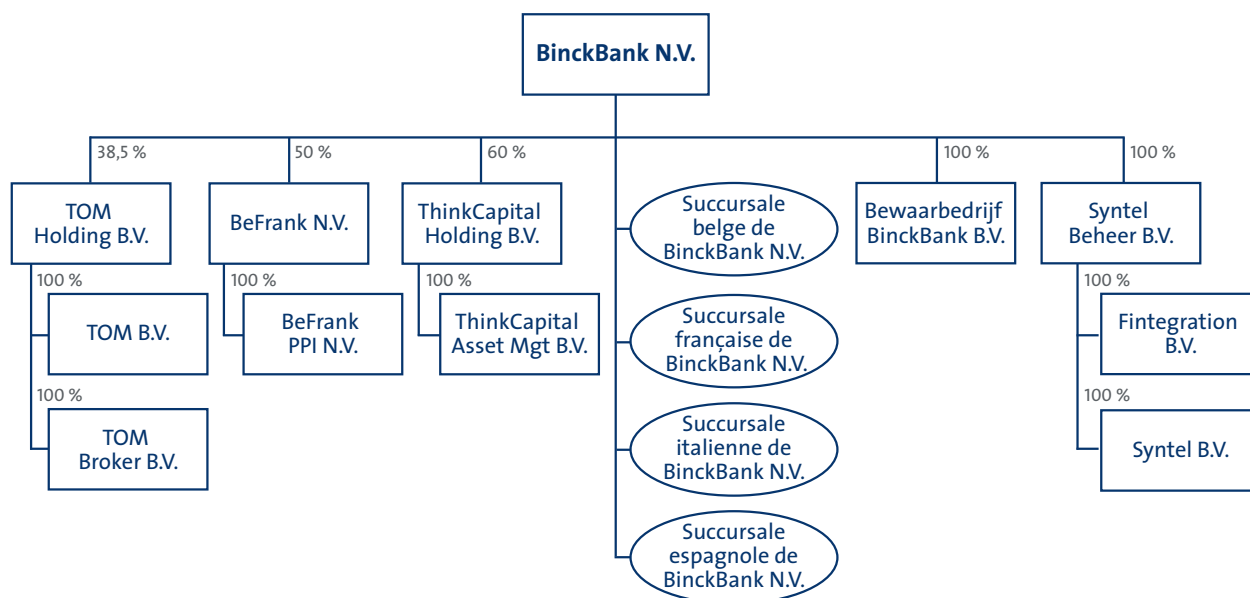 BinckBank N.V.
38,5 %
50 %
60 %
100 %
100 %
TOM
Holding B.V.
BeFrank N.V.
ThinkCapital
Holding B.V.
Succursale
belge de
BinckBank N.V.
Bewaarbedrijf
BinckBank B.V.
Syntel
Beheer B.V.
100 %
100 %
100 %
100 %
TOM B.V.
BeFrank
PPI N.V.
ThinkCapital
Asset Mgt B.V.
Succursale
française de
BinckBank N.V.
Fintegration
B.V.
100 %
100 %
TOM
Broker B.V.
Succursale
italienne de
BinckBank N.V.
Syntel B.V.
Succursale
espagnole de
BinckBank N.V.